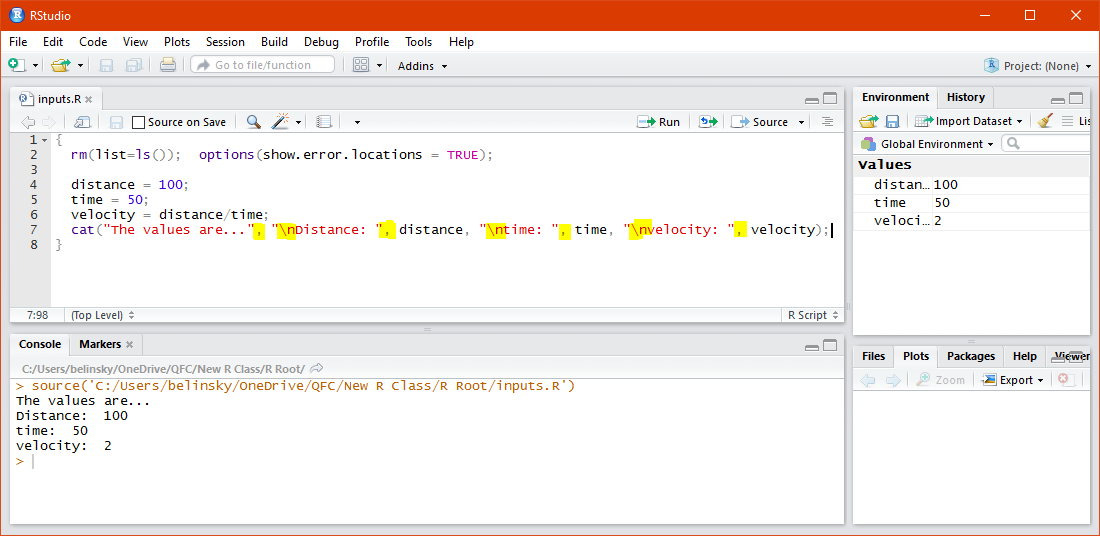 RStudio
File Edit Code View Plots Session Build Debug Profile Tools Help
Go to file/function Addins Project: (None)
inputs.R
Source on Save Run Source
1 {
2 rm(list=ls()); options(show.error.locations = TRUE);
3
4 distance = 100;
5 time = 50;
6 velocity = distance/time;
7 cat("The values are...", "\nDistance: ", distance, "\ntime: ", time, "\nvelocity: ", velocity);
8 }
7:98 (Top Level) R Script
Console Markers
C:/Users/belinsky/OneDrive/QFC/New R Class/R Root/
> source('C:/Users/belinsky/OneDrive/QFC/New R Class/R Root/inputs.R')
The values are...
Distance:  100
time:  50
velocity:  2
>
Environment History
Import Dataset Lis
Global Environment
Values
distan… 100
time 50
veloci… 2
Files Plots Packages Help Viewer
Zoom Export